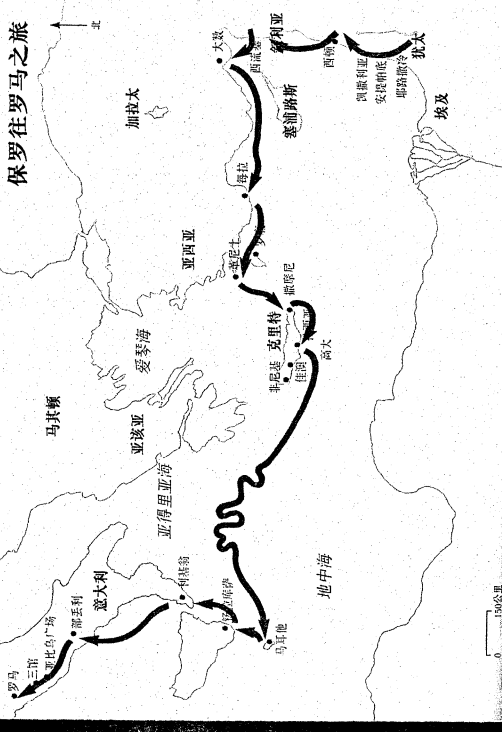 保罗往罗马之旅
北
大数
西流基
叙利亚
西顿
犹太
凯撒利亚
安提帕底
耶路撒冷
埃及
塞浦路斯
加拉太
每拉
亚西亚
革尼土
撒摩尼
克里特
非尼基
佳澳
高大
爱琴海
马其顿
亚该亚
亚得里亚海
地中海
意大利
利基翁
部丢利
马耳他
罗马
三馆
亚比乌广场
0
150公里